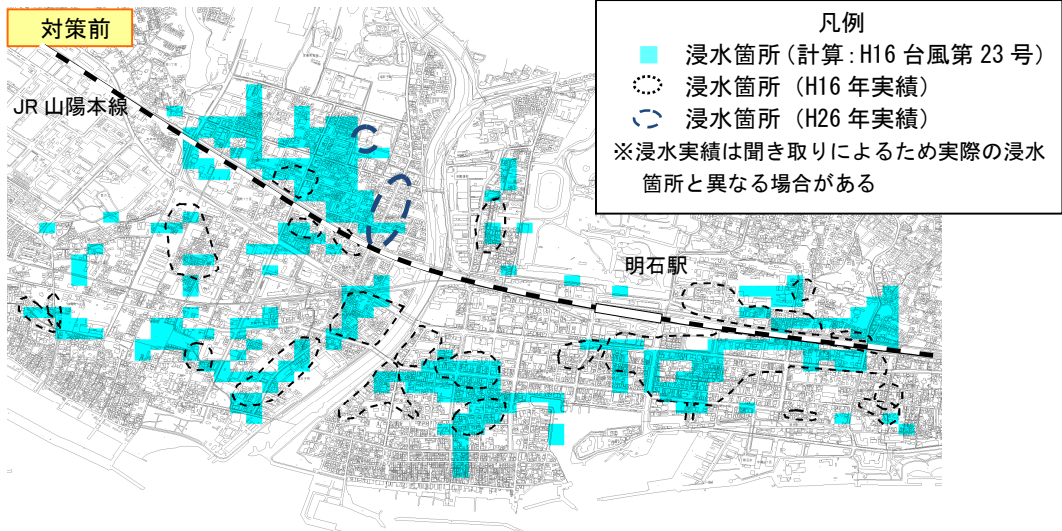 対策前
凡例
浸水箇所(計算:H16 台風第 23 号)
浸水箇所 (H16 年実績)
浸水箇所 (H26 年実績)
※浸水実績は聞き取りによるため実際の浸水
箇所と異なる場合がある
JR 山陽本線
明石駅